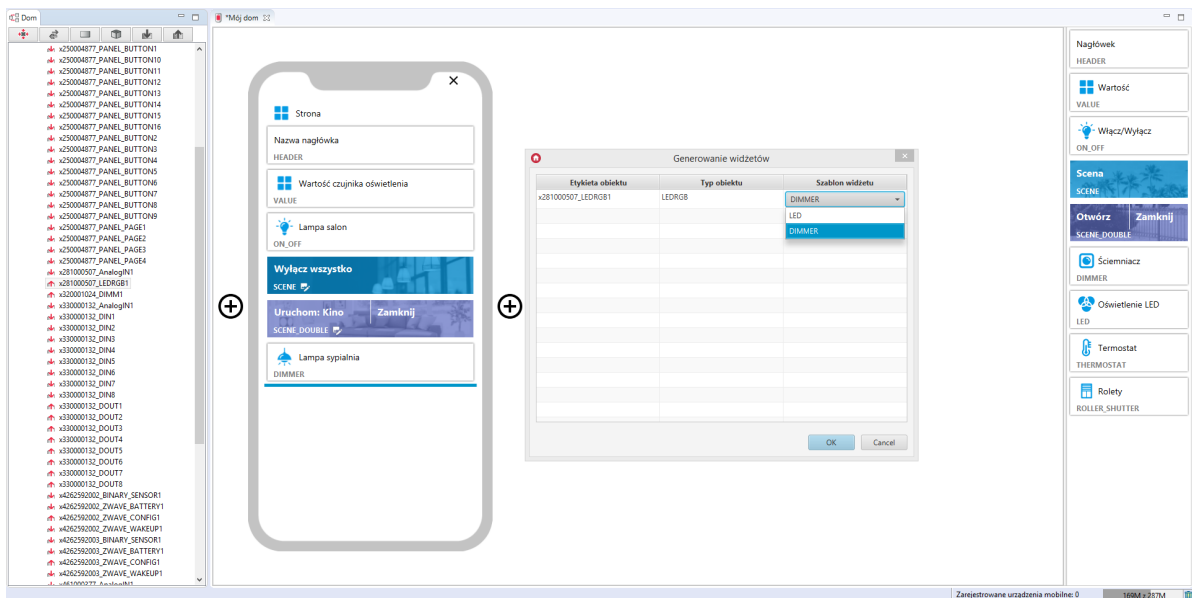 Dom
*Mój dom
x250004877_PANEL_BUTTON1
x250004877_PANEL_BUTTON10
x250004877_PANEL_BUTTON11
x250004877_PANEL_BUTTON12
x250004877_PANEL_BUTTON13
x250004877_PANEL_BUTTON14
x250004877_PANEL_BUTTON15
x250004877_PANEL_BUTTON16
x250004877_PANEL_BUTTON2
x250004877_PANEL_BUTTON3
x250004877_PANEL_BUTTON4
x250004877_PANEL_BUTTON5
x250004877_PANEL_BUTTON6
x250004877_PANEL_BUTTON7
x250004877_PANEL_BUTTON8
x250004877_PANEL_BUTTON9
x250004877_PANEL_PAGE1
x250004877_PANEL_PAGE2
x250004877_PANEL_PAGE3
x250004877_PANEL_PAGE4
x281000507_AnalogIN1
x281000507_LEDRGB1
x320001024_DIMM1
x330000132_AnalogIN1
x330000132_DIN1
x330000132_DIN2
x330000132_DIN3
x330000132_DIN4
x330000132_DIN5
x330000132_DIN6
x330000132_DIN7
x330000132_DIN8
x330000132_DOUT1
x330000132_DOUT2
x330000132_DOUT3
x330000132_DOUT4
x330000132_DOUT5
x330000132_DOUT6
x330000132_DOUT7
x330000132_DOUT8
x4262592002_BINARY_SENSOR1
x4262592002_ZWAVE_BATTERY1
x4262592002_ZWAVE_CONFIG1
x4262592002_ZWAVE_WAKEUP1
x4262592003_BINARY_SENSOR1
x4262592003_ZWAVE_BATTERY1
x4262592003_ZWAVE_CONFIG1
x4262592003_ZWAVE_WAKEUP1
x461000377_AnalogIN1
Strona
Nazwa nagłówka
HEADER
Wartość czujnika oświetlenia
VALUE
Lampa salon
ON_OFF
Wyłącz wszystko
SCENE
Uruchom: Kino Zamknij
SCENE_DOUBLE
Lampa sypialnia
DIMMER
Generowanie widżetów
Etykieta obiektu Typ obiektu Szablon widżetu
x281000507_LEDRGB1 LEDRGB DIMMER
LED
DIMMER
OK Cancel
Nagłówek
HEADER
Wartość
VALUE
Włącz/Wyłącz
ON_OFF
Scena
SCENE
Otwórz Zamknij
SCENE_DOUBLE
Ściemniacz
DIMMER
Oświetlenie LED
LED
Termostat
THERMOSTAT
Rolety
ROLLER_SHUTTER
Zarejestrowane urządzenia mobilne: 0 169M z 287M